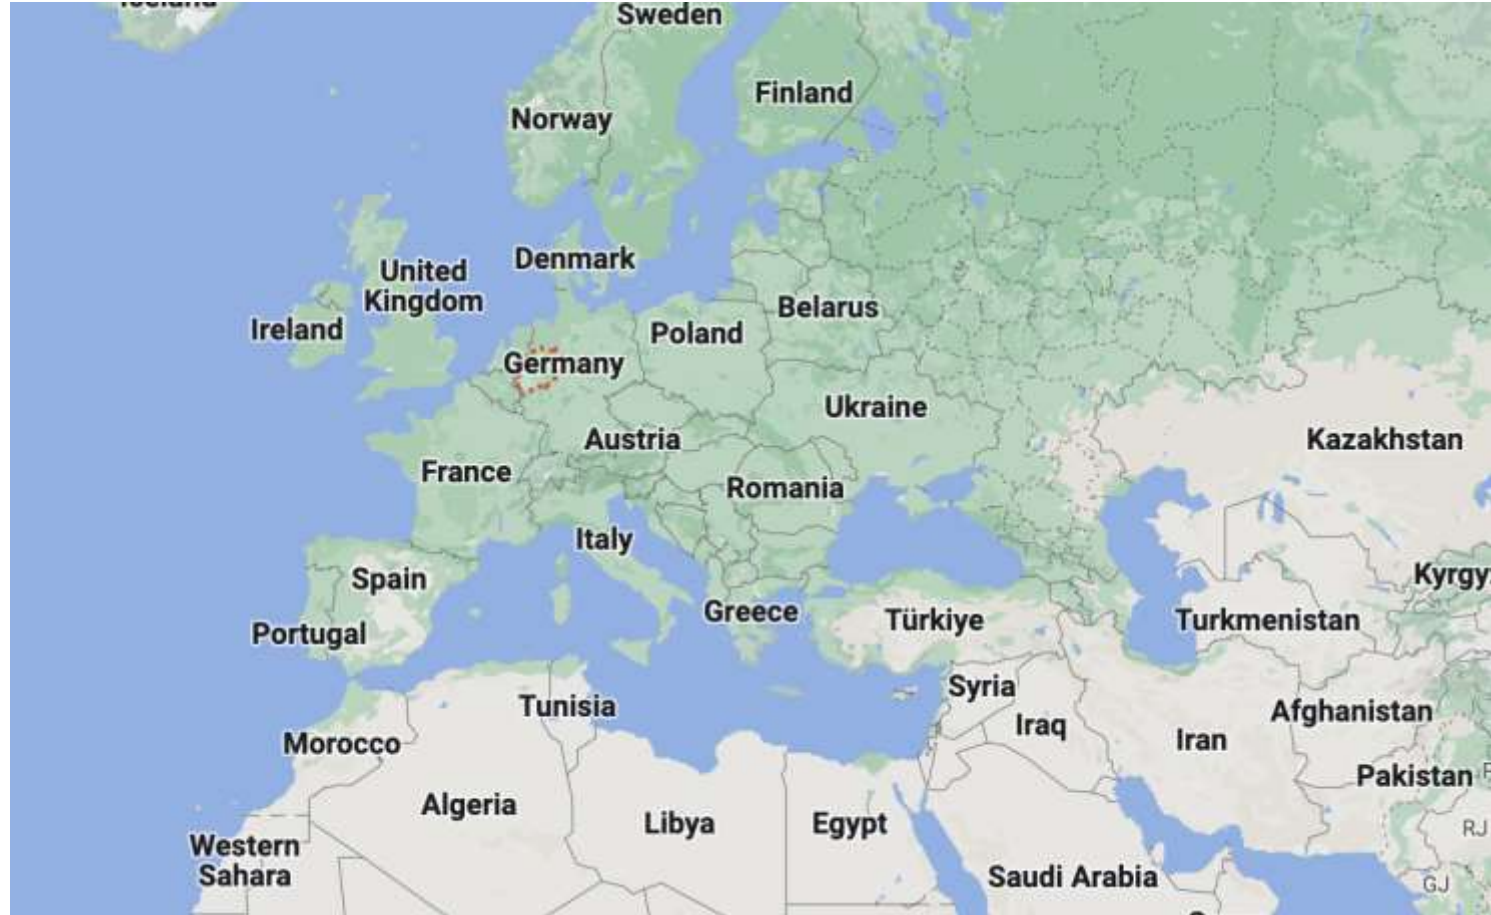 Iceland
Sweden
Finland
Norway
Denmark
United
Kingdom
Ireland
Belarus
Poland
Germany
Ukraine
Austria
Kazakhstan
France
Romania
Italy
Spain
Kyrgy
Greece
Türkiye
Turkmenistan
Portugal
Syria
Tunisia
Afghanistan
Iraq
Iran
Morocco
Pakistan
Algeria
Libya
Egypt
RJ
Western
Sahara
Saudi Arabia
GJ